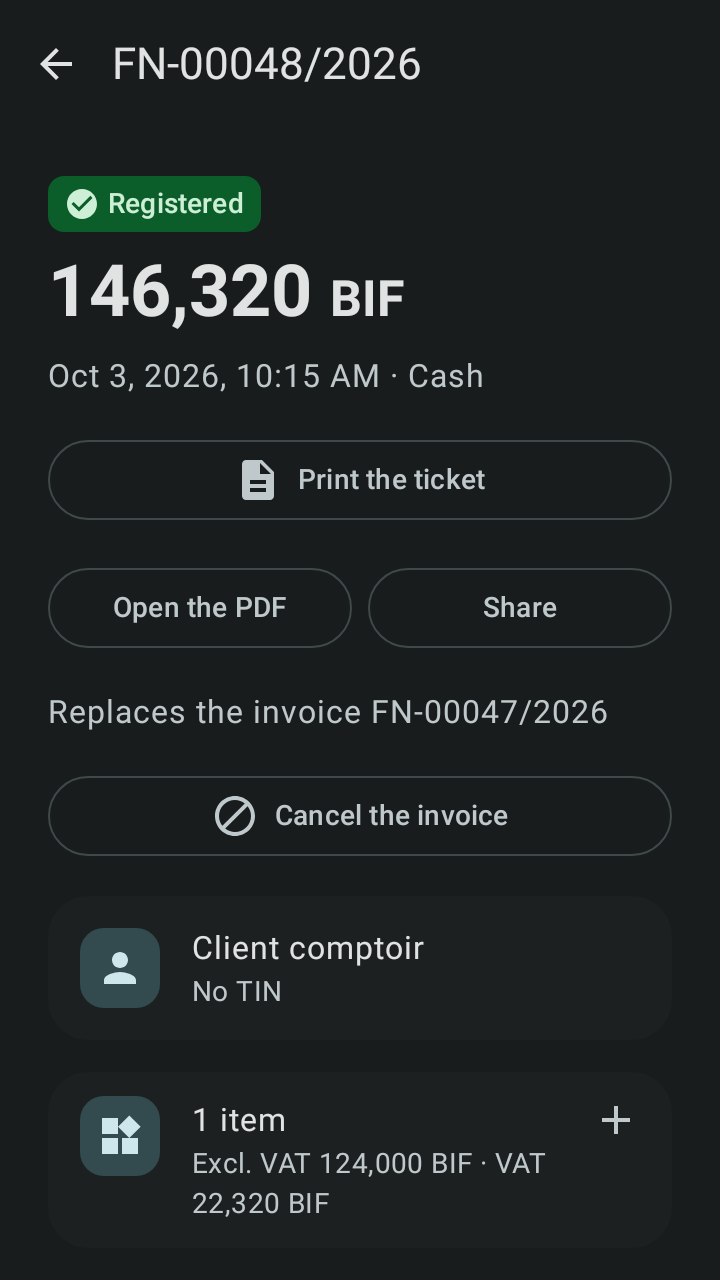 FN-00048/2026
Registered
146,320 BIF
Oct 3, 2026, 10:15 AM · Cash
Print the ticket
Open the PDF
Share
Replaces the invoice FN-00047/2026
Cancel the invoice
Client comptoir
No TIN
1 item
Excl. VAT 124,000 BIF · VAT
22,320 BIF